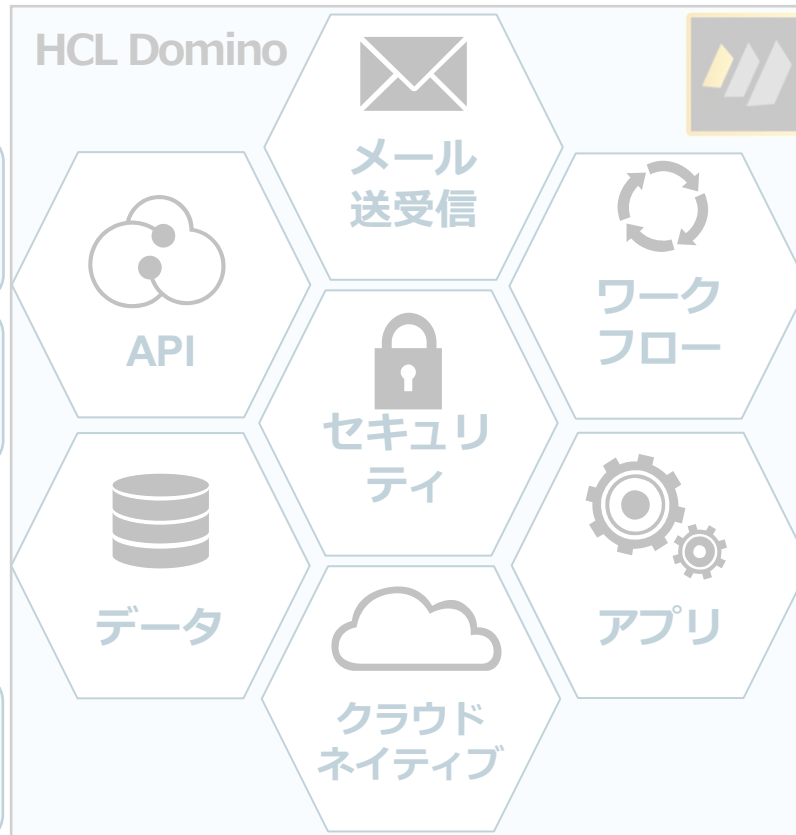 HCL Domino
メール
送受信
API
ワーク
フロー
セキュリ
ティ
データ
アプリ
クラウド
ネイティブ